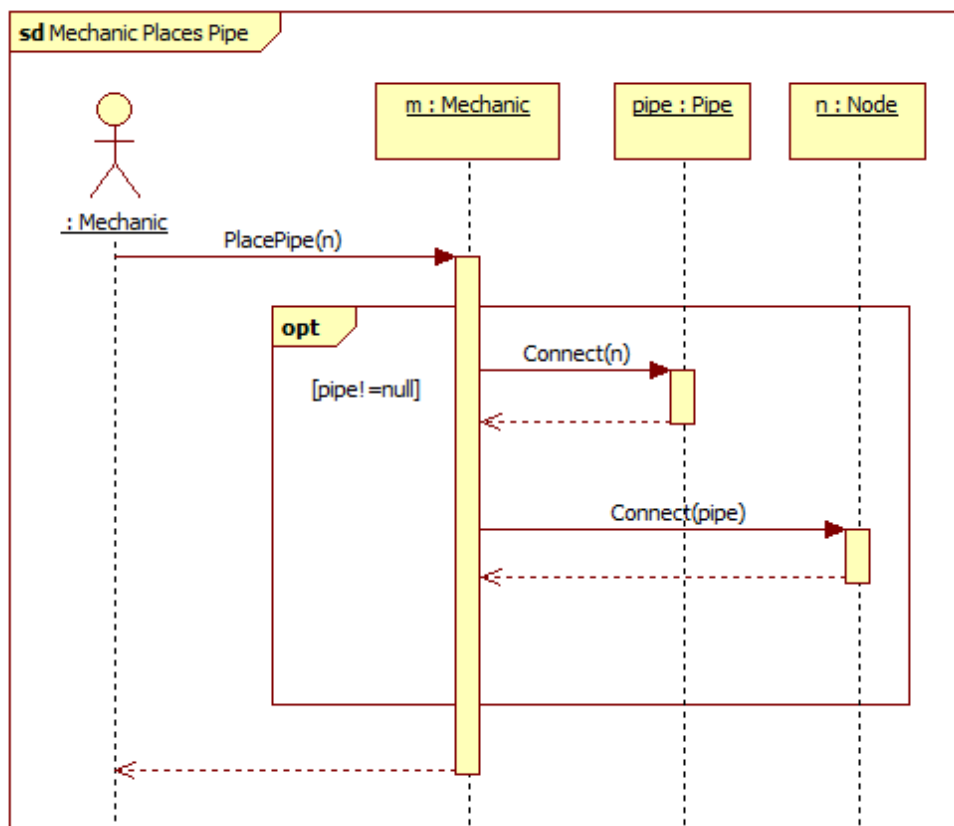 sd Mechanic Places Pipe
m : Mechanic
pipe : Pipe
n : Node
: Mechanic
PlacePipe(n)
opt
Connect(n)
[pipe!=null]
Connect(pipe)